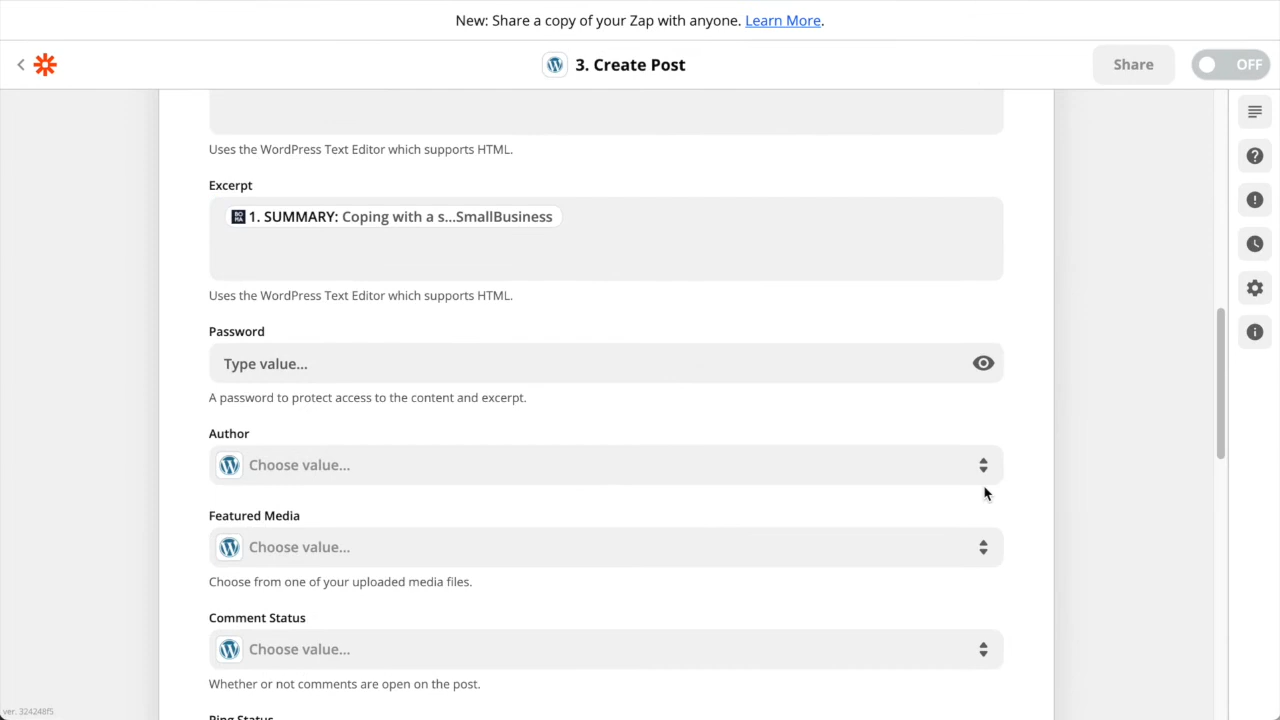 New: Share a copy of your Zap with anyone. Learn More.
3. Create Post
Share
OFF
Uses the WordPress Text Editor which supports HTML.
Excerpt
BO
MA
1. SUMMARY: Coping with a s...SmallBusiness
Uses the WordPress Text Editor which supports HTML.
Password
Type value...
A password to protect access to the content and excerpt.
Author
Choose value...
Featured Media
Choose value...
Choose from one of your uploaded media files.
Comment Status
Choose value...
Whether or not comments are open on the post.
Ping Status
ver. 324248f5